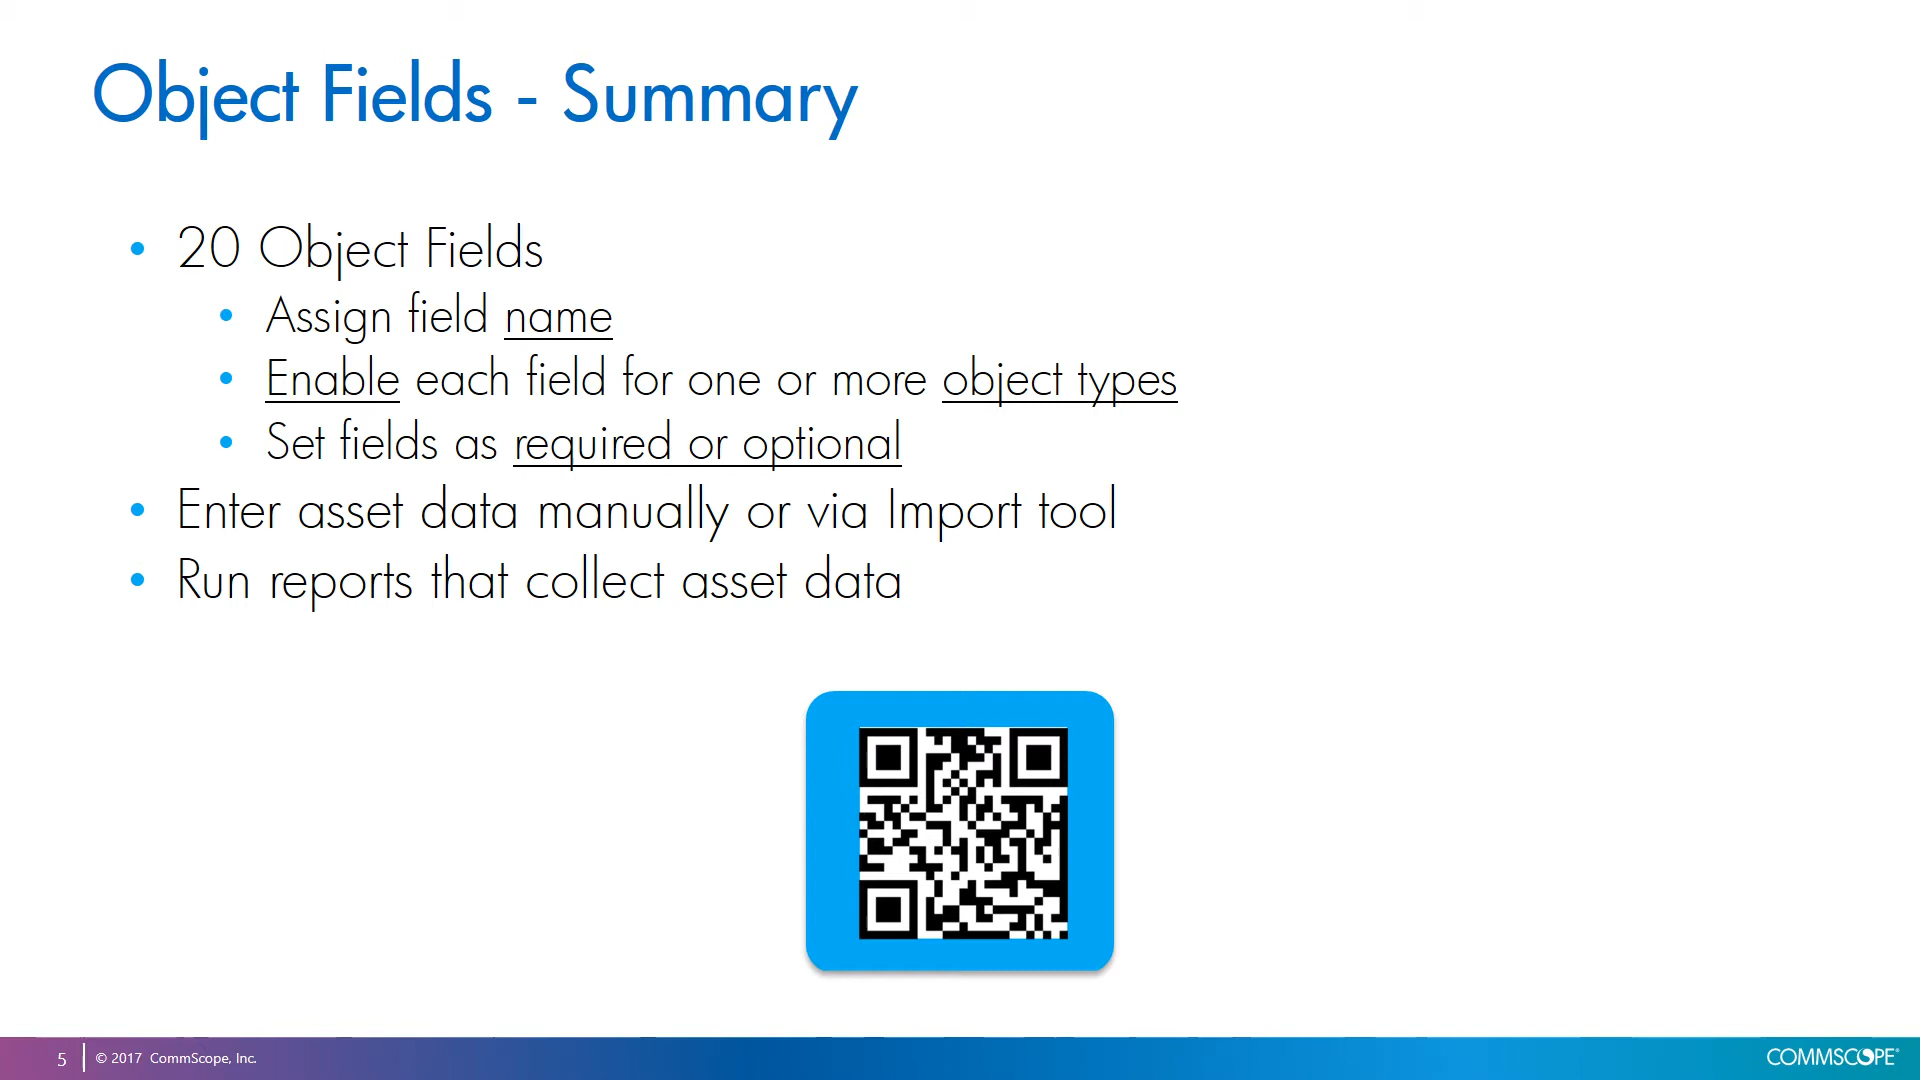 Object Fields - Summary
• 20 Object Fields
• Assign field name
• Enable each field for one or more object types
• Set fields as required or optional
• Enter asset data manually or via Import tool
• Run reports that collect asset data
5 © 2017 CommScope, Inc. COMMSCOPE®